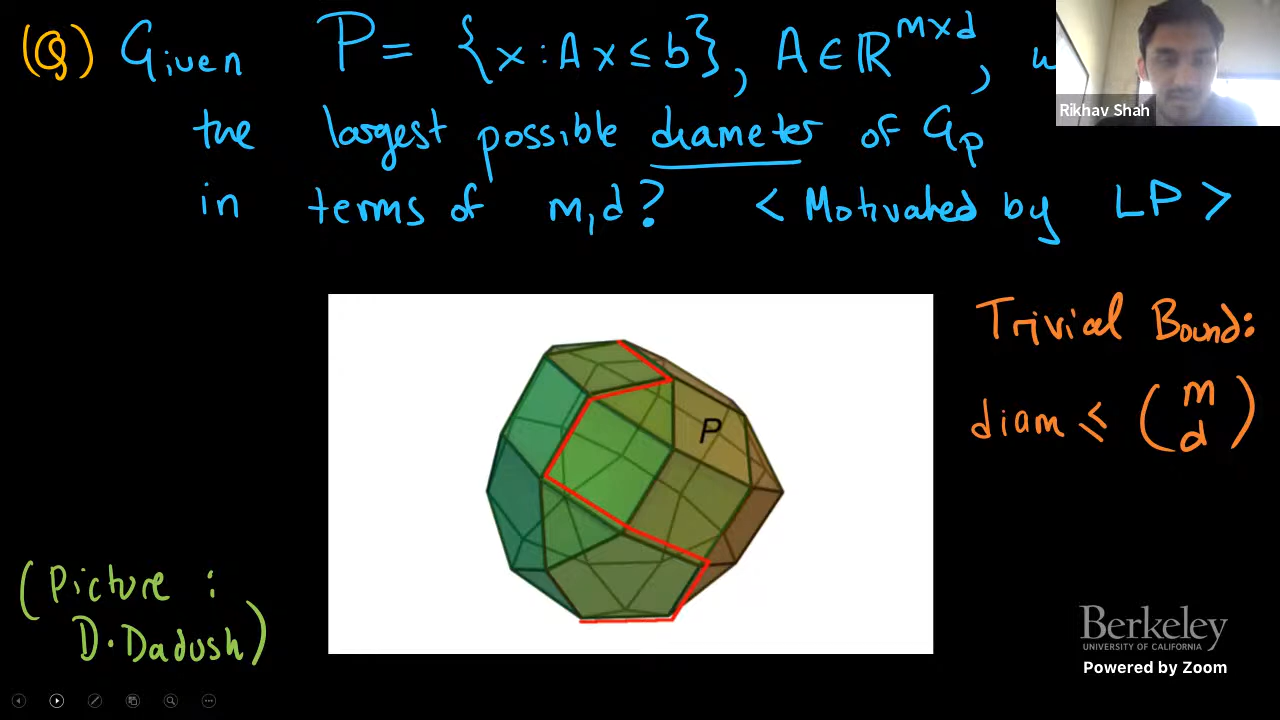 (Q) Given P = {x : Ax ≤ b}, A ∈ ℝ^{m×d},
the largest possible diameter of G_P
in terms of m, d? < Motivated by LP >
Rikhav Shah
Trivial Bound:
diam ≤ (m d)
P
(Picture :
D. Dadush)
Berkeley
UNIVERSITY OF CALIFORNIA
Powered by Zoom